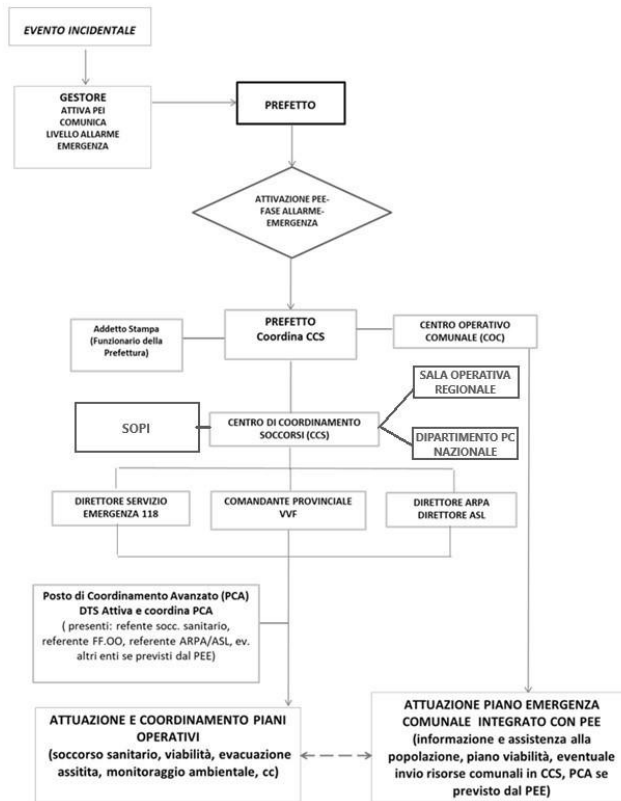 EVENTO INCIDENTALE
GESTORE
ATTIVA PEI
COMUNICA
LIVELLO ALLARME
EMERGENZA
PREFETTO
ATTIVAZIONE PEE-
FASE ALLARME-
EMERGENZA
PREFETTO
Coordina CCS
Addetto Stampa
(Funzionario della
Prefettura)
CENTRO OPERATIVO
COMUNALE (COC)
SALA OPERATIVA
REGIONALE
SOPI
CENTRO DI COORDINAMENTO
SOCCORSI (CCS)
DIPARTIMENTO PC
NAZIONALE
DIRETTORE SERVIZIO
EMERGENZA 118
COMANDANTE PROVINCIALE
VVF
DIRETTORE ARPA
DIRETTORE ASL
Posto di Coordinamento Avanzato (PCA)
DTS Attiva e coordina PCA
( presenti: refente socc. sanitario,
referente FF.OO, referente ARPA/ASL, ev.
altri enti se previsti dal PEE)
ATTUAZIONE E COORDINAMENTO PIANI
OPERATIVI
(soccorso sanitario, viabilità, evacuazione
assitita, monitoraggio ambientale, cc)
ATTUAZIONE PIANO EMERGENZA
COMUNALE INTEGRATO CON PEE
(informazione e assistenza alla
popolazione, piano viabilità, eventuale
invio risorse comunali in CCS, PCA se
previsto dal PEE)